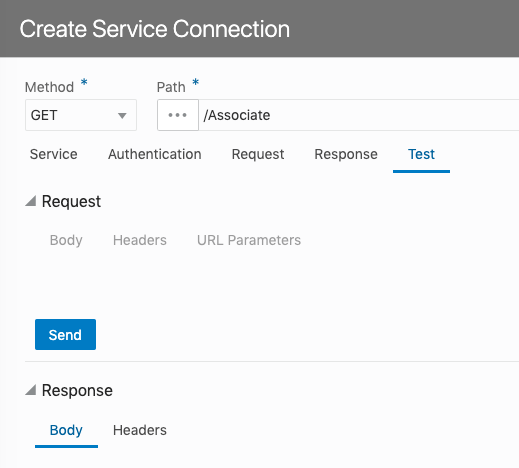 Create Service Connection
Method * Path *
GET ... /Associate
Service Authentication Request Response Test
Request
Body Headers URL Parameters
Send
Response
Body Headers